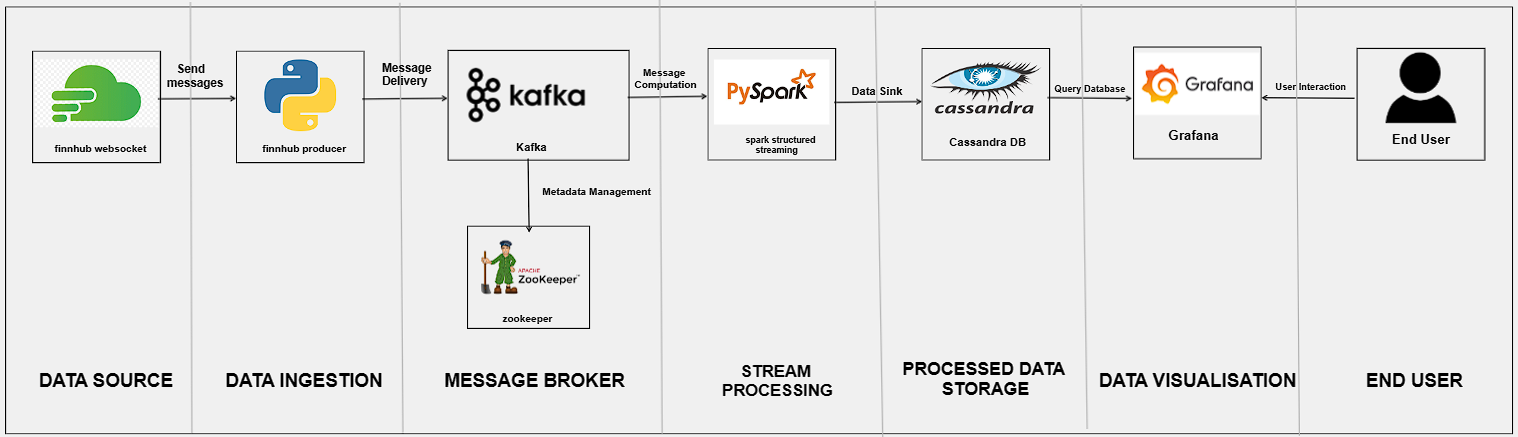 Send
messages
finnhub websocket
finnhub producer
Message
Delivery
kafka
Kafka
Metadata Management
APACHE
ZooKeeper™
zookeeper
Message
Computation
PySpark
spark structured
streaming
Data Sink
cassandra
Cassandra DB
Query Database
Grafana
Grafana
User Interaction
End User
DATA SOURCE
DATA INGESTION
MESSAGE BROKER
STREAM
PROCESSING
PROCESSED DATA
STORAGE
DATA VISUALISATION
END USER